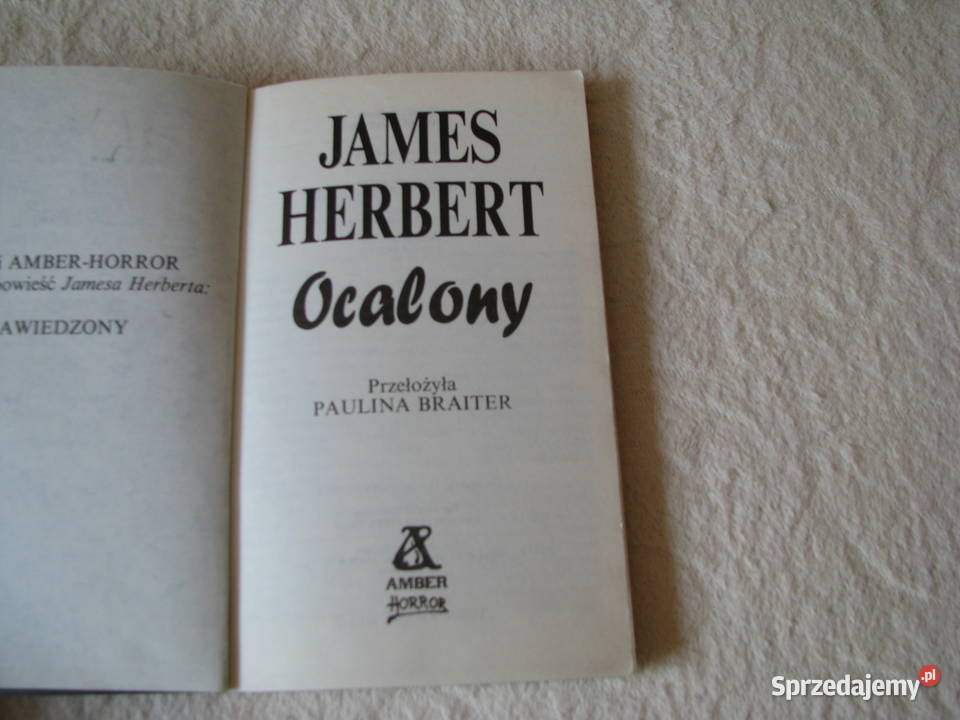 i AMBER-HORROR
powieść Jamesa Herberta:
AWIEDZONY
JAMES
HERBERT
Ocalony
Przełożyła
PAULINA BRAITER
AMBER
HORROR
Sprzedajemy.pl